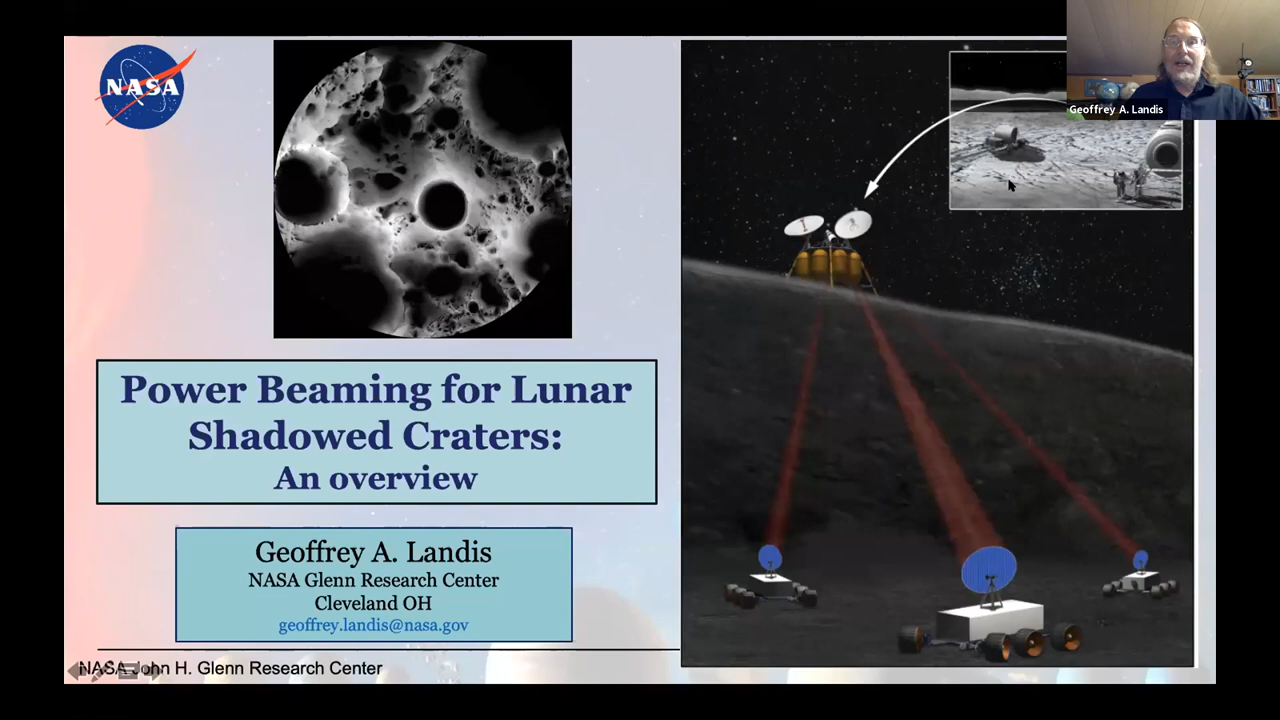 NASA
Geoffrey A. Landis
Power Beaming for Lunar
Shadowed Craters:
An overview
Geoffrey A. Landis
NASA Glenn Research Center
Cleveland OH
geoffrey.landis@nasa.gov
NASA John H. Glenn Research Center